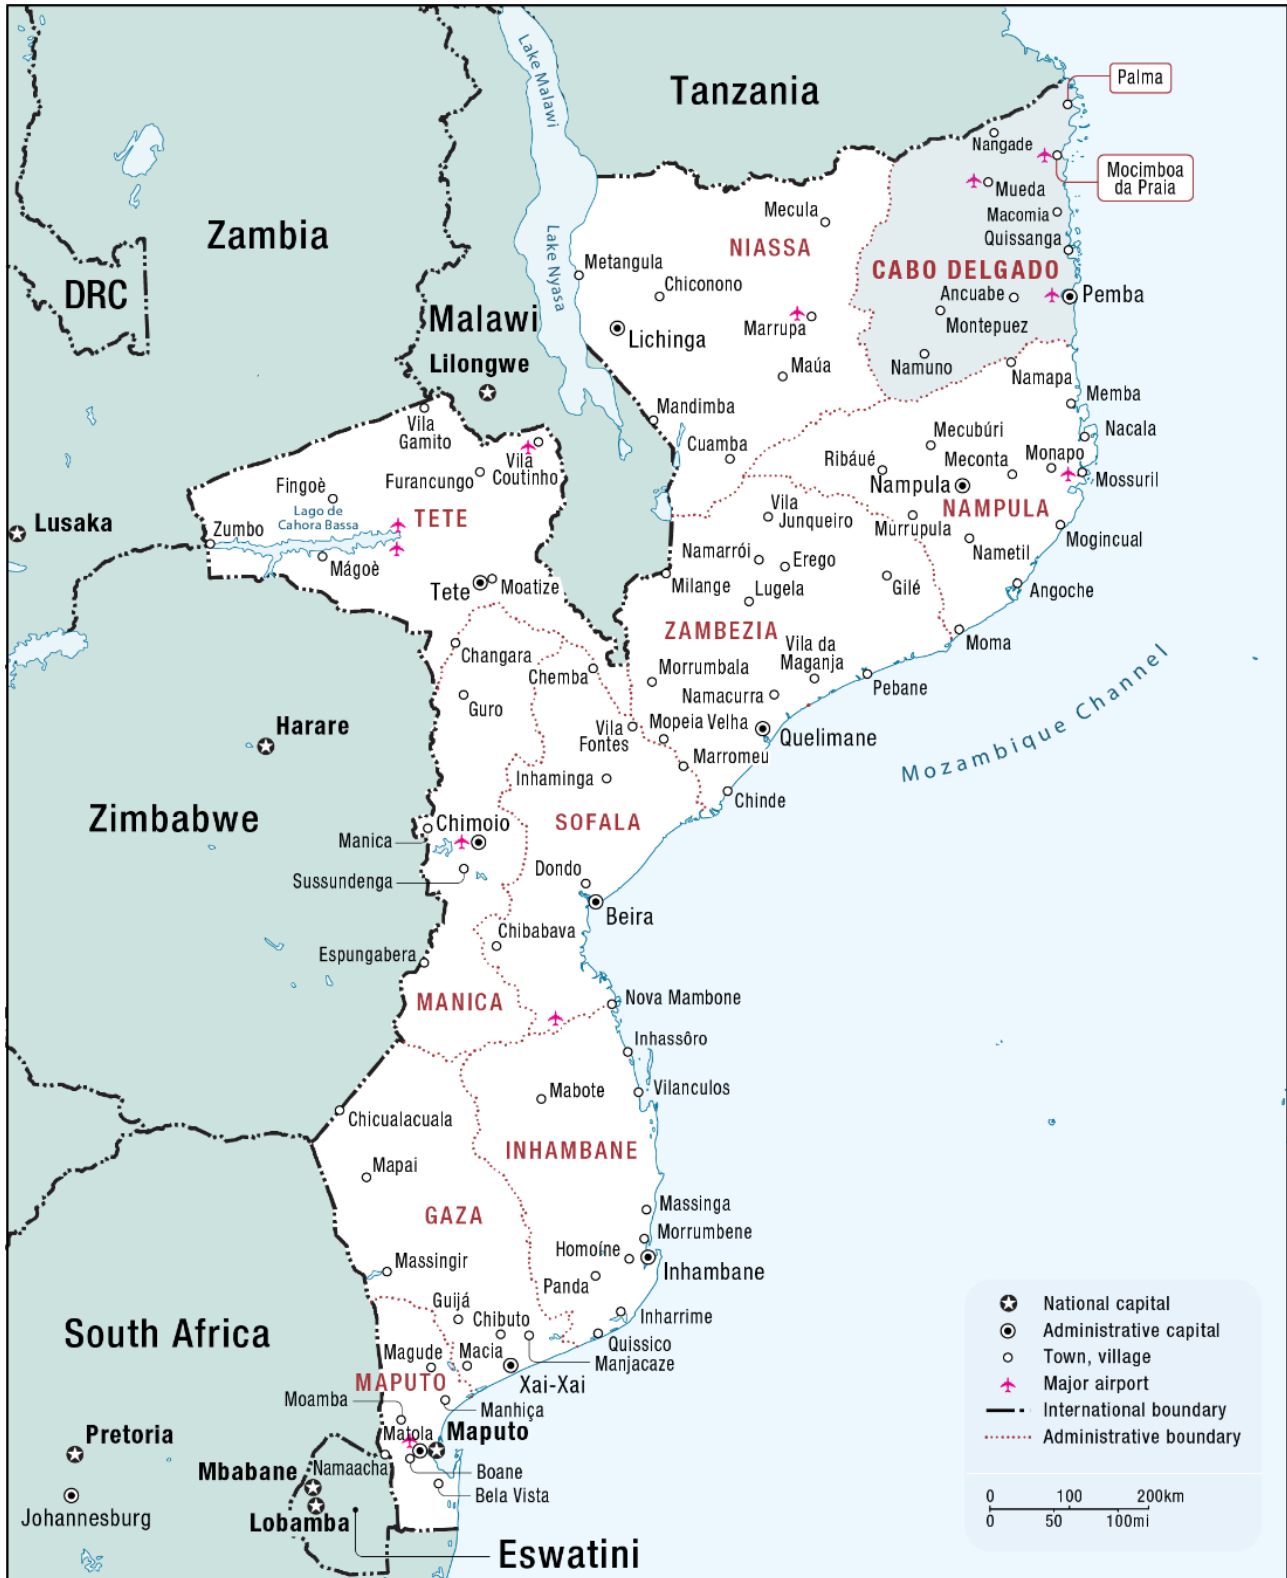 Lake Malawi
Tanzania
Palma
Nangade
Mocimboa
da Praia
Mueda
Zambia
Mecula
Macomia
NIASSA
Quissanga
Lake Nyasa
Metangula
CABO DELGADO
DRC
Chiconono
Ancuabe
Pemba
Malawi
Marrupa
Montepuez
Lichinga
Lilongwe
Maúa
Namuno
Namapa
Memba
Mandimba
Vila
Gamito
Mecubúri
Nacala
Cuamba
Ribáué
Meconta
Monapo
Vila
Coutinho
Furancungo
Mossuril
Fingoè
Nampula
NAMPULA
Lago de
Cahora Bassa
TETE
Vila
Junqueiro
Murrupula
Lusaka
Zumbo
Mogincual
Nametil
Namarrói
Erego
Mágoè
Milange
Lugela
Gilé
Angoche
Tete
Moatize
ZAMBEZIA
Changara
Vila da
Maganja
Moma
Chemba
Morrumbala
Pebane
Mozambique Channel
Guro
Namacurra
Harare
Vila
Fontes
Mopeia Velha
Quelimane
Marromeu
Inhaminga
Chinde
Zimbabwe
Chimoio
SOFALA
Manica
Dondo
Sussundenga
Beira
Chibabava
Espungabera
MANICA
Nova Mambone
Inhassôro
Mabote
Vilanculos
Chicualacuala
INHAMBANE
Mapai
Massinga
GAZA
Morrumbene
Homoíne
Massingir
Inhambane
Panda
Guijá
Chibuto
Inharrime
South Africa
Quissico
Magude
Macia
Manjacaze
MAPUTO
Xai-Xai
Moamba
Manhiça
Matola
Maputo
Pretoria
Namaacha
Mbabane
Boane
Bela Vista
Johannesburg
Lobamba
Eswatini
National capital
Administrative capital
Town, village
Major airport
International boundary
Administrative boundary
0 100 200km
0 50 100mi